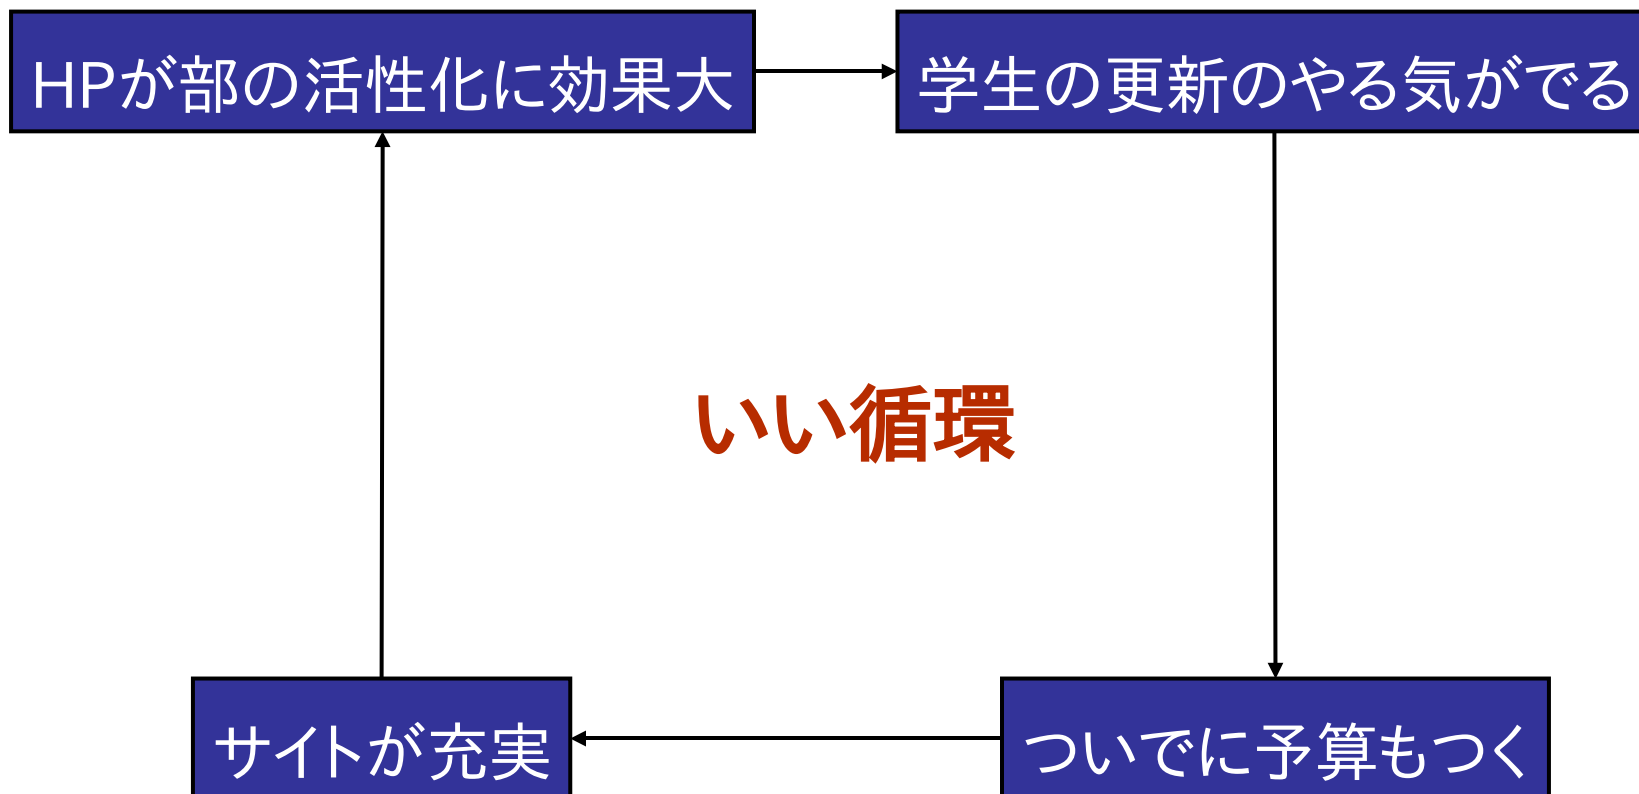 HPが部の活性化に効果大
学生の更新のやる気がでる
いい循環
サイトが充実
ついでに予算もつく